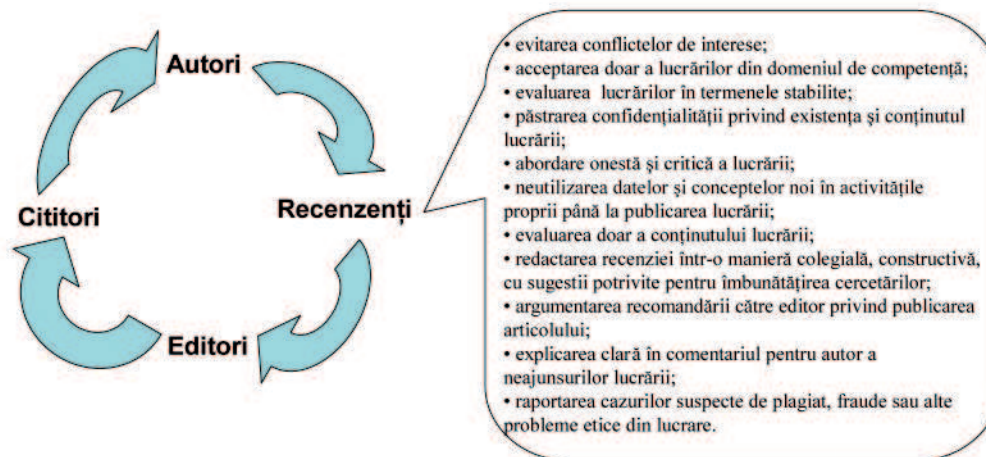 Autori
Recenzenți
Cititori
Editori
• evitarea conflictelor de interese;
• acceptarea doar a lucrărilor din domeniul de competență;
• evaluarea lucrărilor în termenele stabilite;
• păstrarea confidențialității privind existența și conținutul
lucrării;
• abordare onestă și critică a lucrării;
• neutilizarea datelor și conceptelor noi în activitățile
proprii până la publicarea lucrării;
• evaluarea doar a conținutului lucrării;
• redactarea recenziei într-o manieră colegială, constructivă,
cu sugestii potrivite pentru îmbunătățirea cercetărilor;
• argumentarea recomandării către editor privind publicarea
articolului;
• explicarea clară în comentariul pentru autor a
neajunsurilor lucrării;
• raportarea cazurilor suspecte de plagiat, fraude sau alte
probleme etice din lucrare.